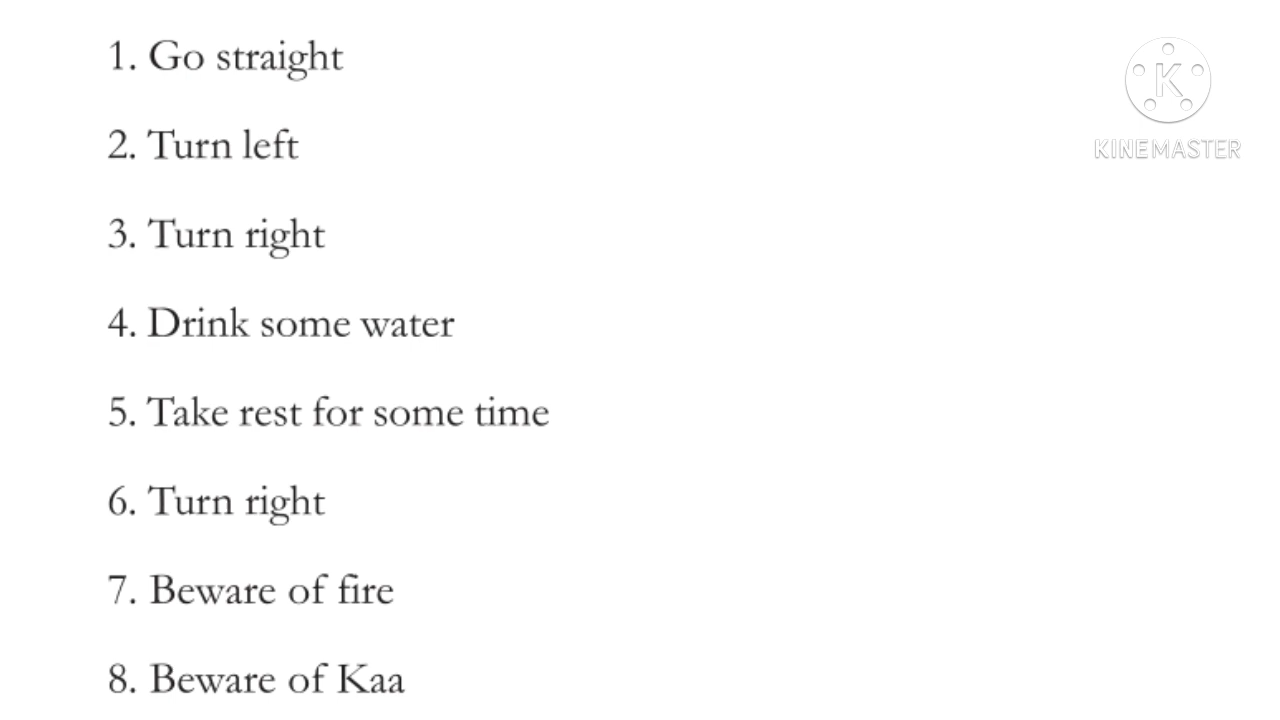 1. Go straight
2. Turn left
3. Turn right
4. Drink some water
5. Take rest for some time
6. Turn right
7. Beware of fire
8. Beware of Kaa
K
KINEMASTER